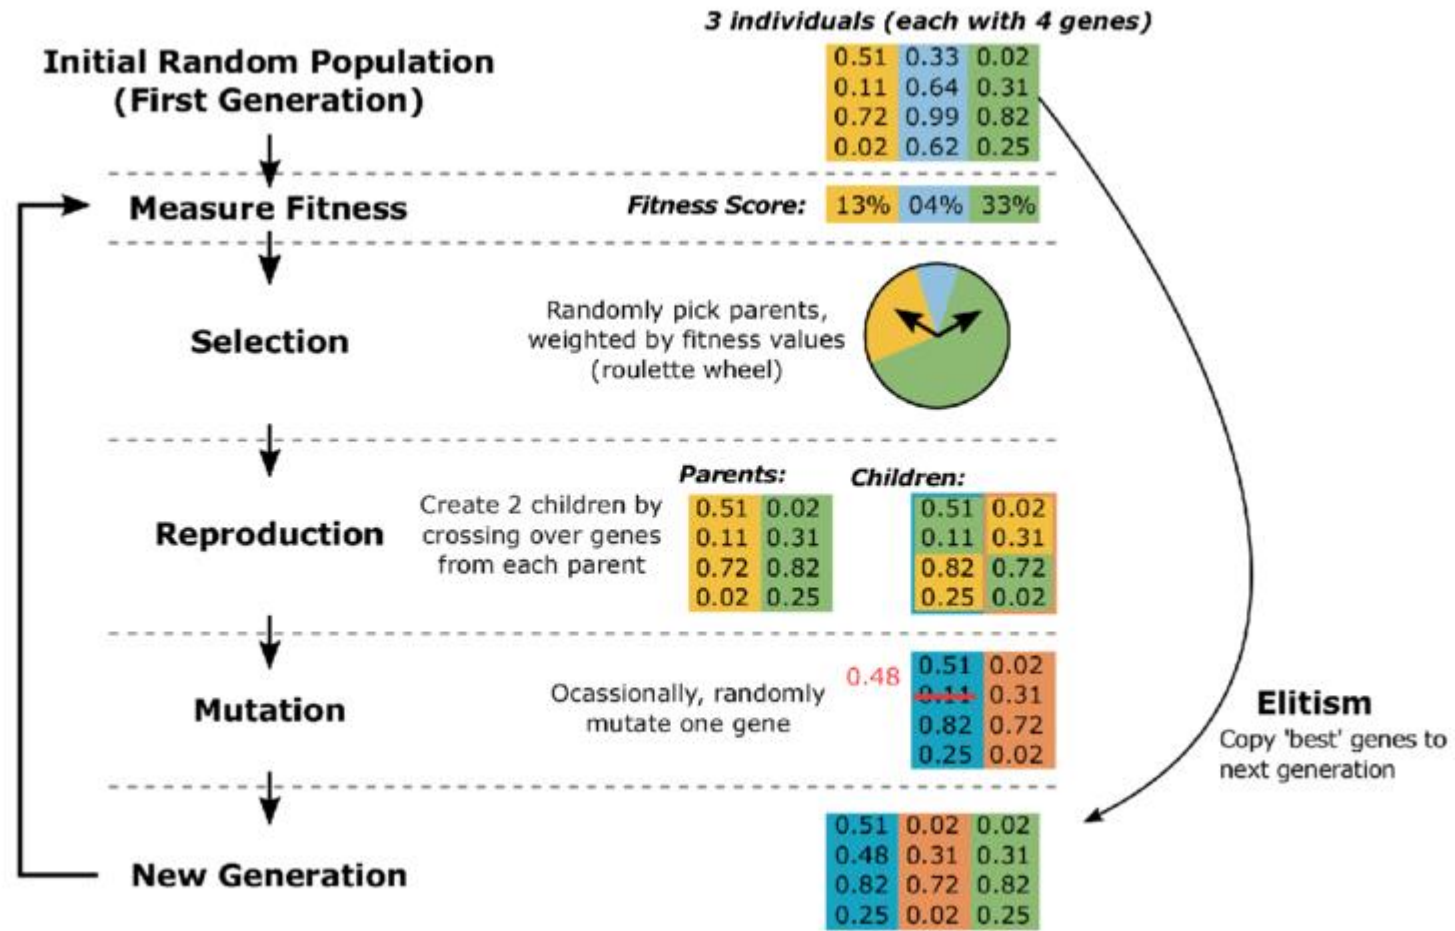 3 individuals (each with 4 genes)
Initial Random Population
(First Generation)
0.51 0.33 0.02
0.11 0.64 0.31
0.72 0.99 0.82
0.02 0.62 0.25
Measure Fitness
Fitness Score: 13% 04% 33%
Selection
Randomly pick parents,
weighted by fitness values
(roulette wheel)
Reproduction
Create 2 children by
crossing over genes
from each parent
Parents:
0.51 0.02
0.11 0.31
0.72 0.82
0.02 0.25
Children:
0.51 0.02
0.11 0.31
0.82 0.72
0.25 0.02
Mutation
Ocassionally, randomly
mutate one gene
0.48
0.51 0.02
0.11 0.31
0.82 0.72
0.25 0.02
Elitism
Copy 'best' genes to
next generation
New Generation
0.51 0.02 0.02
0.48 0.31 0.31
0.82 0.72 0.82
0.25 0.02 0.25